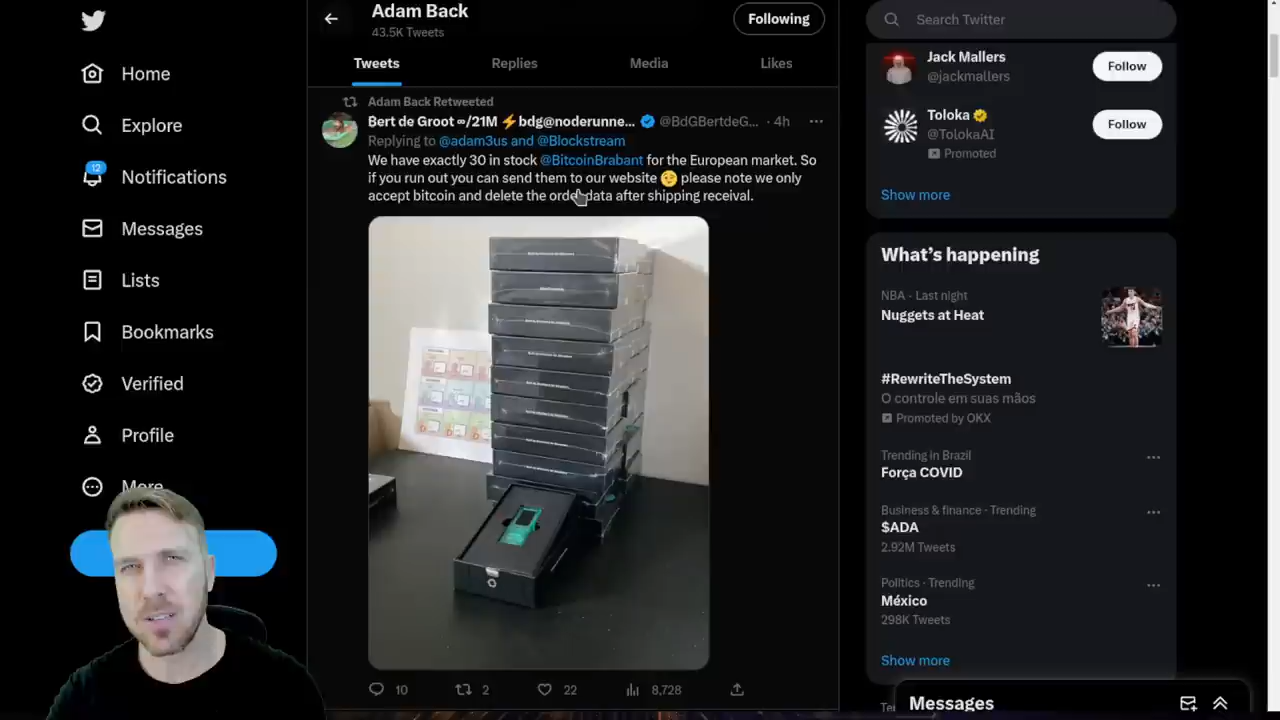 Home
Explore
12
Notifications
Messages
Lists
Bookmarks
Verified
Profile
More
Adam Back
43.5K Tweets
Following
Tweets
Replies
Media
Likes
Adam Back Retweeted
Bert de Groot ∞/21M ⚡bdg@noderunne... @BdGBertdeG... · 4h
Replying to @adam3us and @Blockstream
We have exactly 30 in stock @BitcoinBrabant for the European market. So
if you run out you can send them to our website 😉 please note we only
accept bitcoin and delete the order data after shipping receival.
10
2
22
8,728
Search Twitter
Jack Mallers
@jackmallers
Follow
Toloka
@TolokaAI
Promoted
Follow
Show more
What's happening
NBA · Last night
Nuggets at Heat
#RewriteTheSystem
O controle em suas mãos
Promoted by OKX
Trending in Brazil
Força COVID
Business & finance · Trending
$ADA
2.92M Tweets
Politics · Trending
México
298K Tweets
Show more
Messages